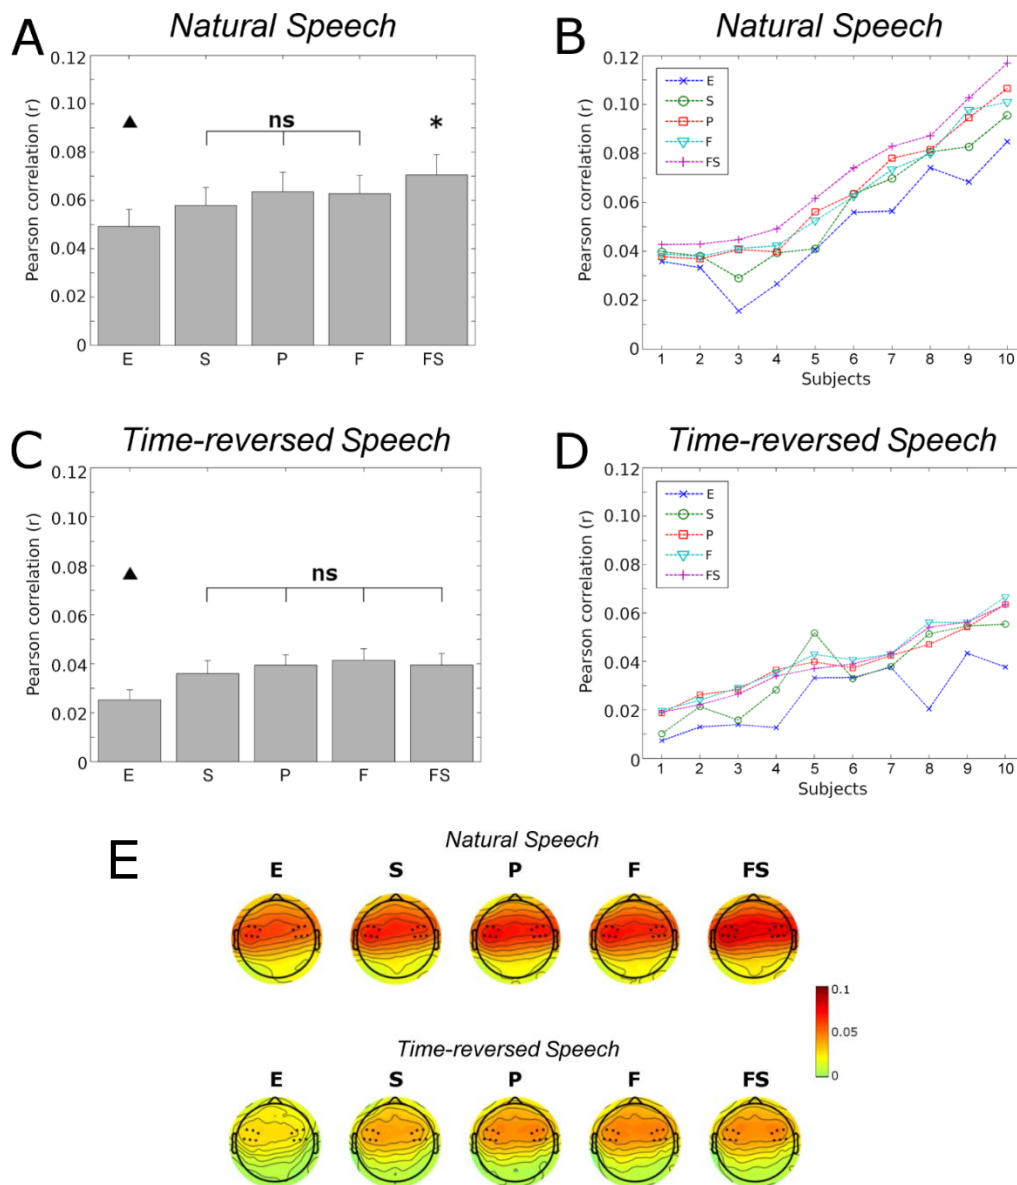 A
Natural Speech
Pearson correlation (r)
0.12
0.10
0.08
0.06
0.04
0.02
0
▲
ns
*
E S P F FS
B
Natural Speech
Pearson correlation (r)
0.12
0.10
0.08
0.06
0.04
0.02
0
E
S
P
F
FS
1 2 3 4 5 6 7 8 9 10
Subjects
C
Time-reversed Speech
Pearson correlation (r)
0.12
0.10
0.08
0.06
0.04
0.02
0
▲
ns
E S P F FS
D
Time-reversed Speech
Pearson correlation (r)
0.12
0.10
0.08
0.06
0.04
0.02
0
E
S
P
F
FS
1 2 3 4 5 6 7 8 9 10
Subjects
E
Natural Speech
E S P F FS
0.1
0.05
0
Time-reversed Speech
E S P F FS